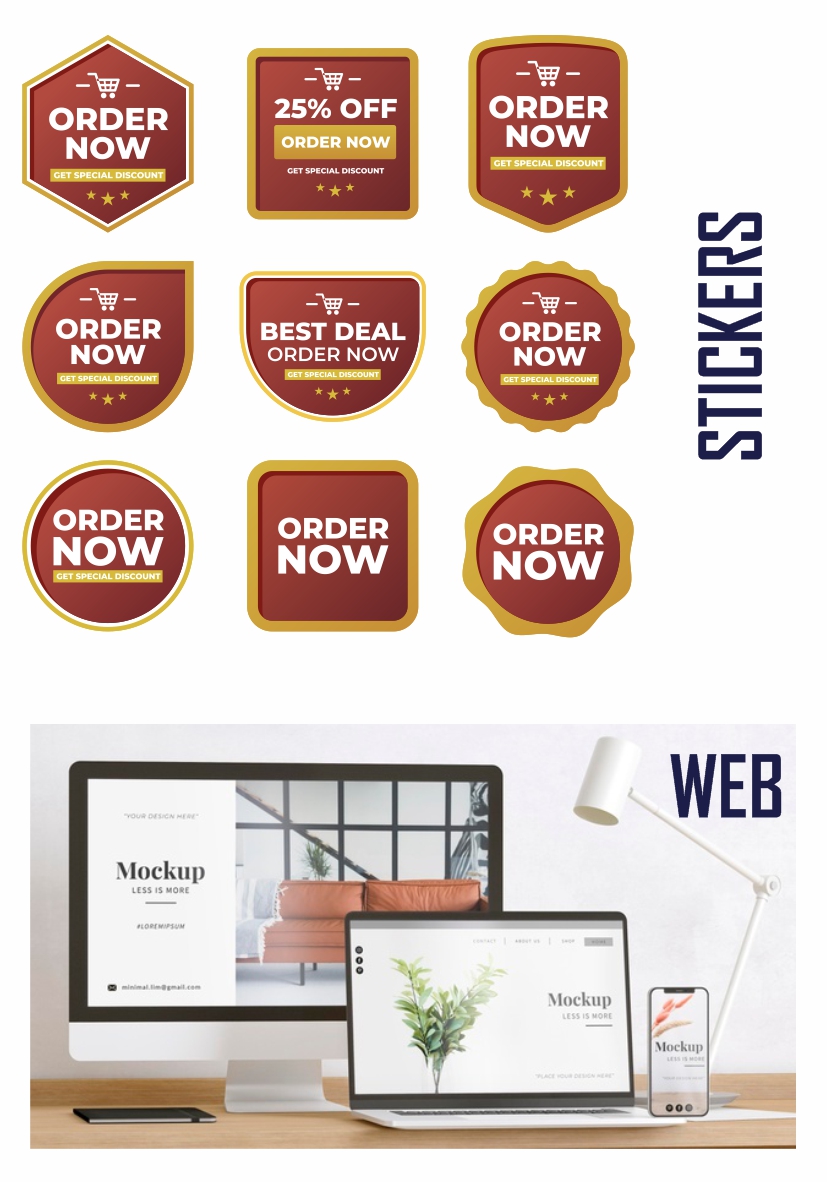 ORDER
NOW
GET SPECIAL DISCOUNT
25% OFF
ORDER NOW
GET SPECIAL DISCOUNT
ORDER
NOW
GET SPECIAL DISCOUNT
ORDER
NOW
GET SPECIAL DISCOUNT
BEST DEAL
ORDER NOW
GET SPECIAL DISCOUNT
ORDER
NOW
GET SPECIAL DISCOUNT
ORDER
NOW
GET SPECIAL DISCOUNT
ORDER
NOW
ORDER
NOW
STICKERS
WEB
"YOUR DESIGN HERE"
Mockup
LESS IS MORE
#LOREMIPSUM
minimal.lim@gmail.com
CONTACT | ABOUT US | SHOP
Mockup
LESS IS MORE
"PLACE YOUR DESIGN HERE"
Mockup
LESS IS MORE